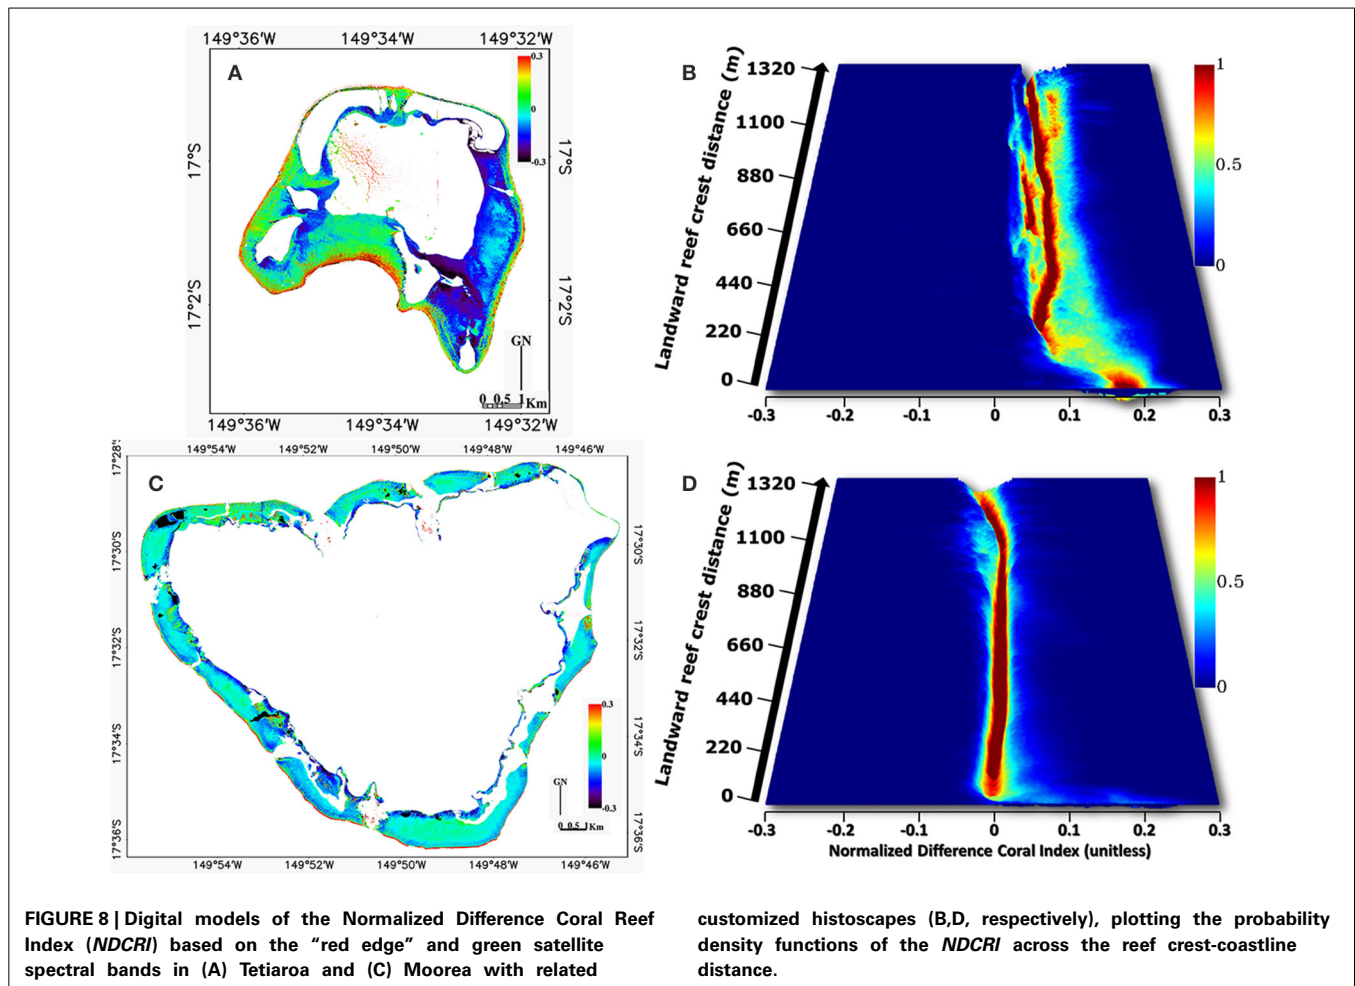 149°36'W 149°34'W 149°32'W
A
0.3
0
-0.3
17°S
17°S
17°2'S
17°2'S
GN
0 0.5 1 Km
149°36'W 149°34'W 149°32'W
B
Landward reef crest distance (m)
1320
1100
880
660
440
220
0
1
0.5
0
-0.3 -0.2 -0.1 0 0.1 0.2 0.3
149°54'W 149°52'W 149°50'W 149°48'W 149°46'W
C
17°28'S
17°30'S
17°32'S
17°34'S
17°36'S
17°30'S
17°32'S
17°34'S
17°36'S
0.3
0
-0.3
GN
0 0.5 1 Km
149°54'W 149°52'W 149°50'W 149°48'W 149°46'W
D
Landward reef crest distance (m)
1320
1100
880
660
440
220
0
1
0.5
0
-0.3 -0.2 -0.1 0 0.1 0.2 0.3
Normalized Difference Coral Index (unitless)
FIGURE 8 | Digital models of the Normalized Difference Coral Reef
Index (NDCRI) based on the “red edge” and green satellite
spectral bands in (A) Tetiaroa and (C) Moorea with related
customized histoscapes (B,D, respectively), plotting the probability
density functions of the NDCRI across the reef crest-coastline
distance.